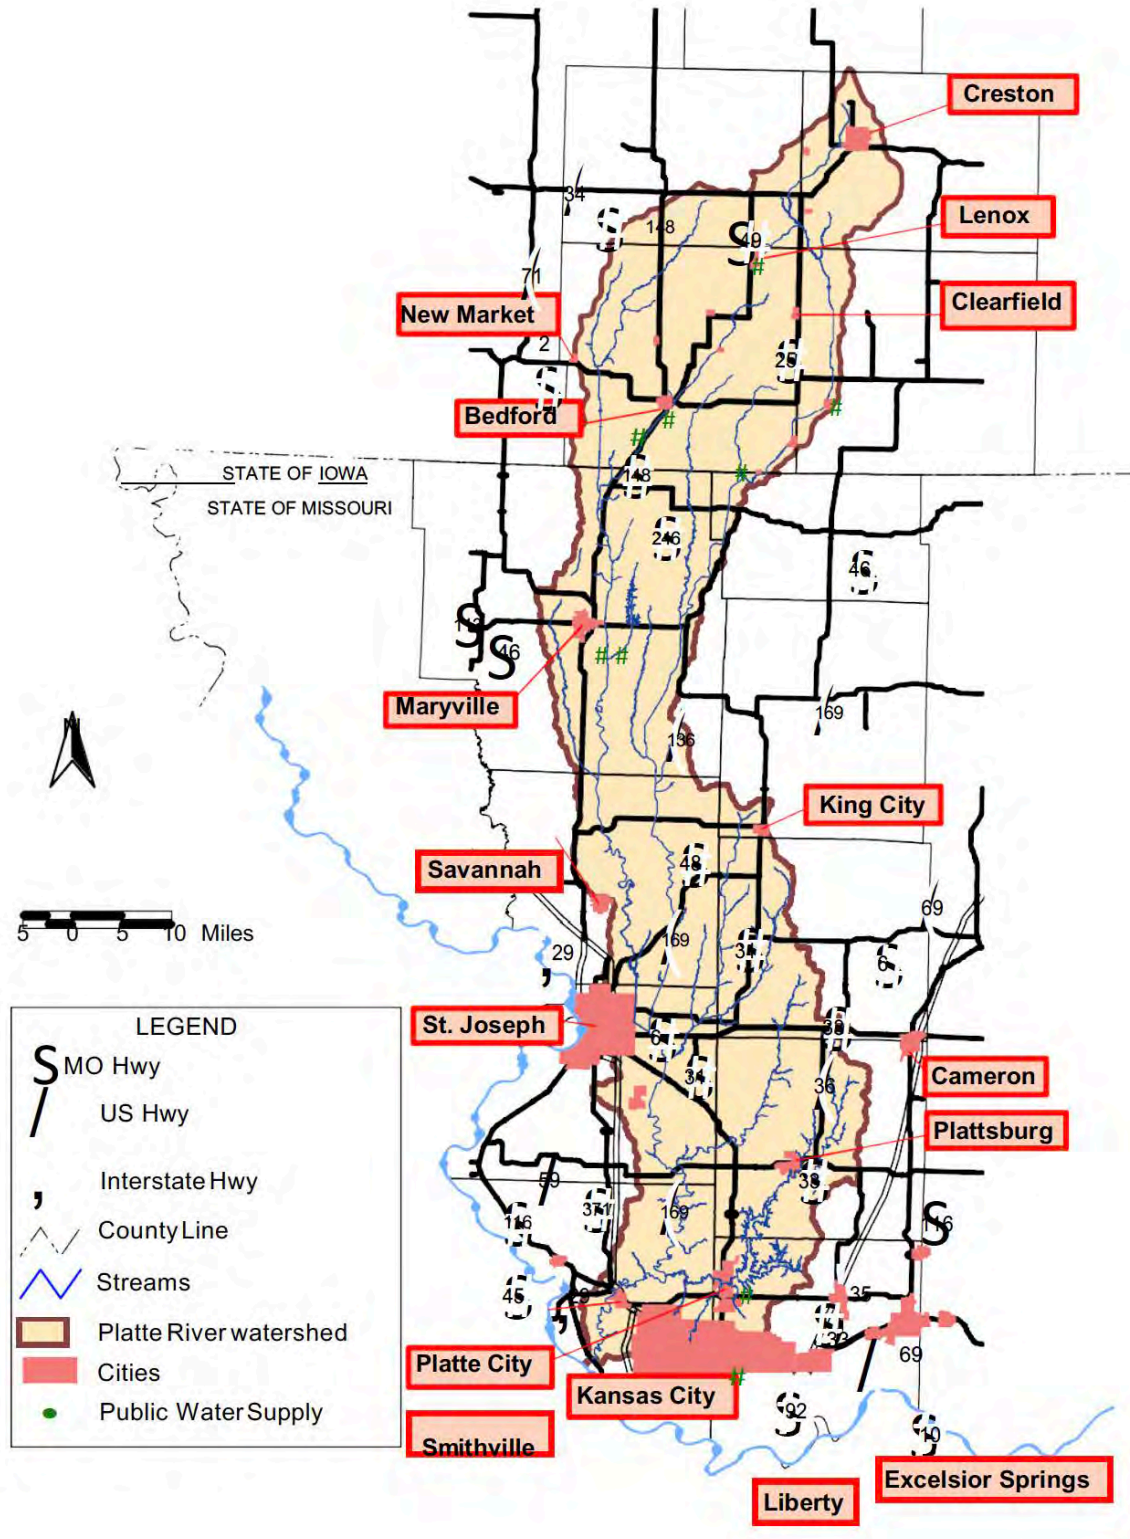 Creston
34
148
49
Lenox
71
New Market
Clearfield
2
25
Bedford
STATE OF IOWA
STATE OF MISSOURI
148
246
46
46
Maryville
169
N
136
King City
48
Savannah
69
5 0 5 10 Miles
169
31
29
6
LEGEND
St. Joseph
6
33
MO Hwy
31
36
Cameron
US Hwy
Plattsburg
Interstate Hwy
59
33
116
371
169
116
County Line
Streams
45
29
35
Platte River watershed
33
69
Cities
Platte City
Kansas City
Public Water Supply
92
Smithville
10
Excelsior Springs
Liberty